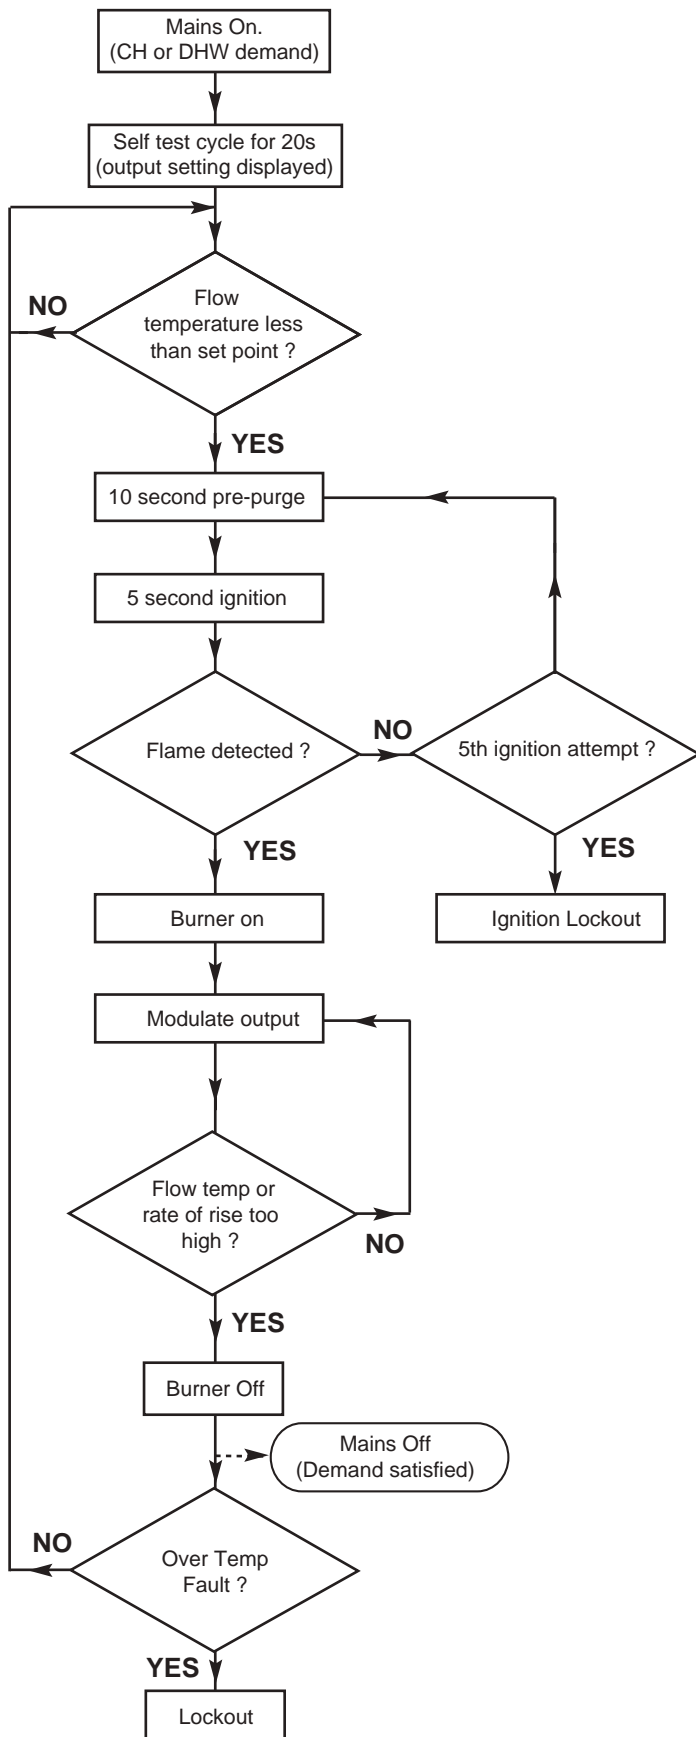 Mains On.
(CH or DHW demand)
Self test cycle for 20s
(output setting displayed)
NO
Flow
temperature less
than set point ?
YES
10 second pre-purge
5 second ignition
Flame detected ?
NO
5th ignition attempt ?
YES
YES
Burner on
Ignition Lockout
Modulate output
Flow temp or
rate of rise too
high ?
NO
YES
Burner Off
Mains Off
(Demand satisfied)
NO
Over Temp
Fault ?
YES
Lockout